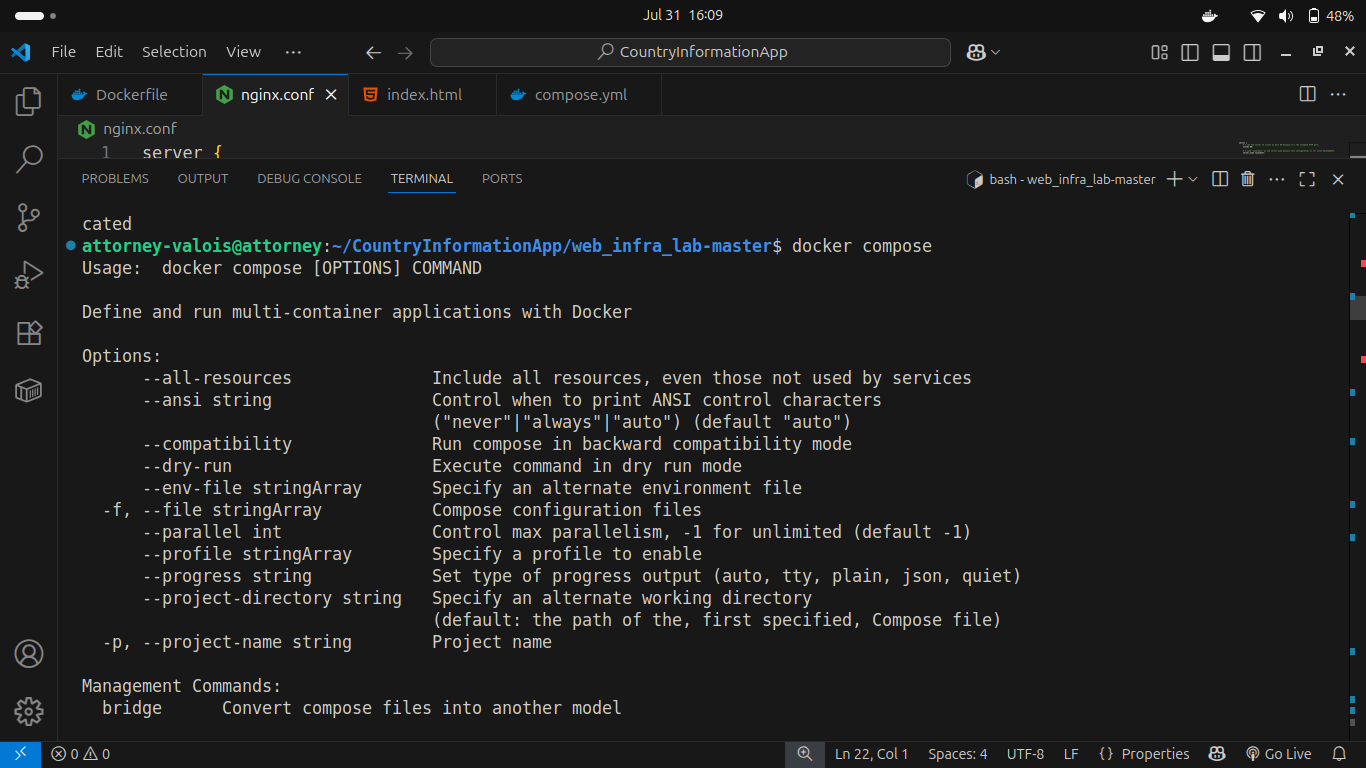 Jul 31 16:09
48%
File Edit Selection View ···
CountryInformationApp
Dockerfile
nginx.conf
index.html
compose.yml
nginx.conf
1 server {
PROBLEMS OUTPUT DEBUG CONSOLE TERMINAL PORTS
bash - web_infra_lab-master
cated
attorney-valois@attorney:~/CountryInformationApp/web_infra_lab-master$ docker compose
Usage:  docker compose [OPTIONS] COMMAND
Define and run multi-container applications with Docker
Options:
      --all-resources              Include all resources, even those not used by services
      --ansi string                Control when to print ANSI control characters
                                   ("never"|"always"|"auto") (default "auto")
      --compatibility              Run compose in backward compatibility mode
      --dry-run                    Execute command in dry run mode
      --env-file stringArray       Specify an alternate environment file
  -f, --file stringArray           Compose configuration files
      --parallel int               Control max parallelism, -1 for unlimited (default -1)
      --profile stringArray        Specify a profile to enable
      --progress string            Set type of progress output (auto, tty, plain, json, quiet)
      --project-directory string   Specify an alternate working directory
                                   (default: the path of the, first specified, Compose file)
  -p, --project-name string        Project name
Management Commands:
  bridge      Convert compose files into another model
0 0
Ln 22, Col 1 Spaces: 4 UTF-8 LF {} Properties Go Live